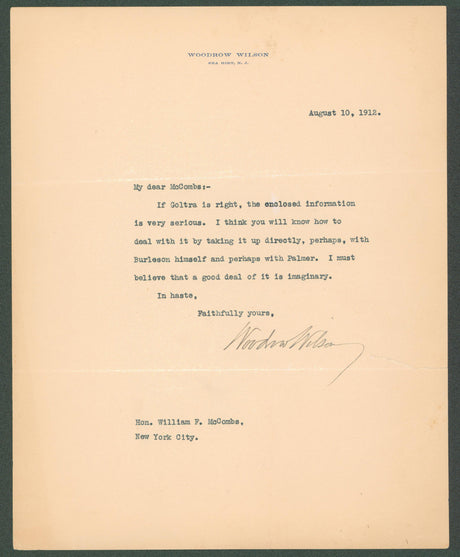 WOODROW WILSON
SEA GIRT, N. J.
August 10, 1912.
My dear McCombs:-
If Goltra is right, the enclosed information
is very serious. I think you will know how to
deal with it by taking it up directly, perhaps, with
Burleson himself and perhaps with Palmer. I must
believe that a good deal of it is imaginary.
In haste,
Faithfully yours,
Woodrow Wilson
Hon. William F. McCombs,
New York City.